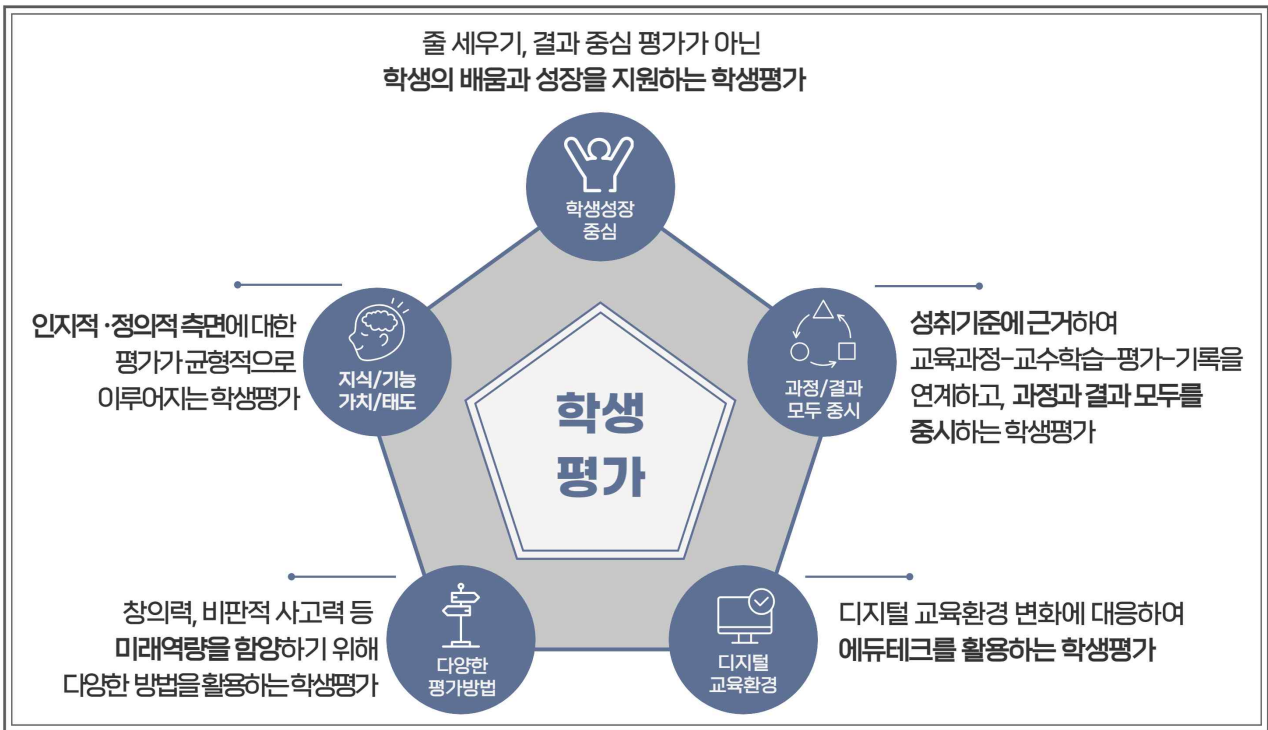 줄 세우기, 결과 중심 평가가 아닌
학생의 배움과 성장을 지원하는 학생평가
학생성장
중심
인지적·정의적 측면에 대한
평가가 균형적으로
이루어지는 학생평가
지식/기능
가치/태도
과정/결과
모두 중시
성취기준에 근거하여
교육과정-교수학습-평가-기록을
연계하고, 과정과 결과 모두를
중시하는 학생평가
학생
평가
창의력, 비판적 사고력 등
미래역량을 함양하기 위해
다양한 방법을 활용하는 학생평가
다양한
평가방법
디지털
교육환경
디지털 교육환경 변화에 대응하여
에듀테크를 활용하는 학생평가